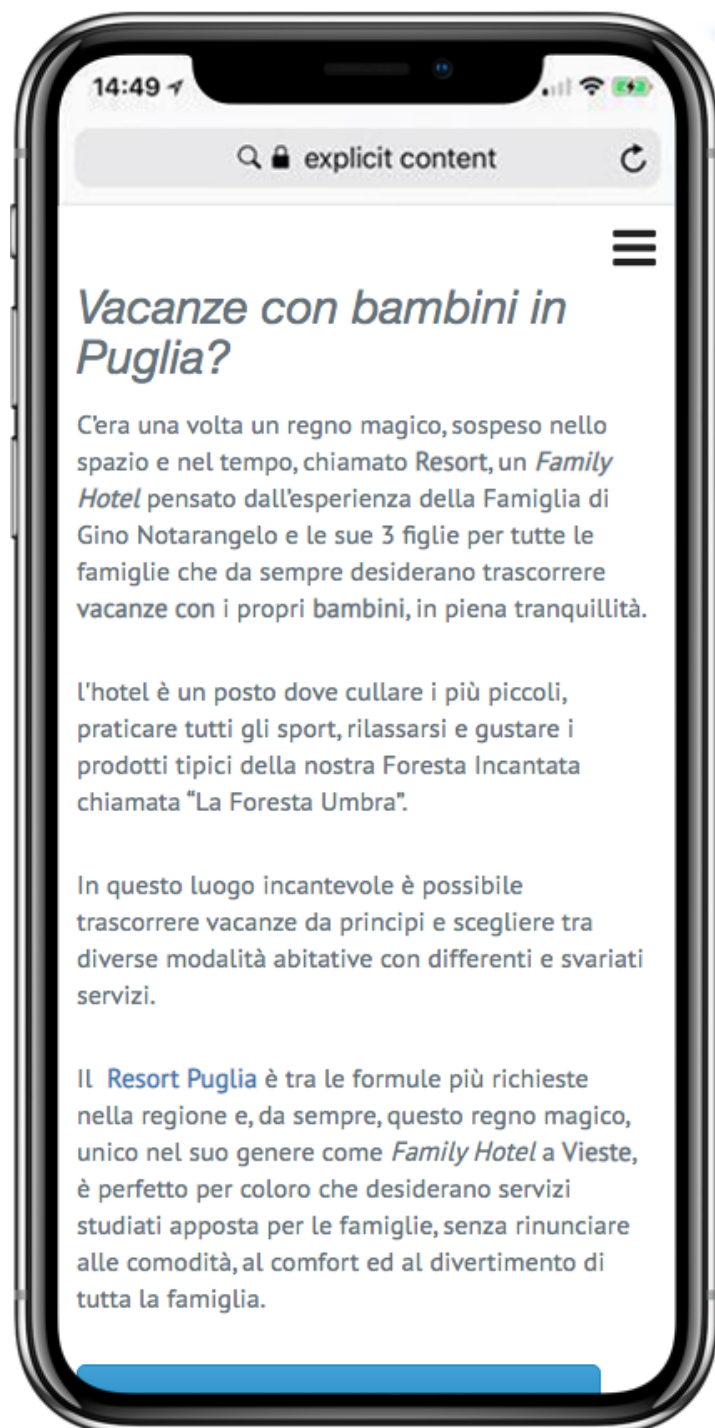 14:49
explicit content
Vacanze con bambini in
Puglia?
C'era una volta un regno magico, sospeso nello
spazio e nel tempo, chiamato Resort, un Family
Hotel pensato dall'esperienza della Famiglia di
Gino Notarangelo e le sue 3 figlie per tutte le
famiglie che da sempre desiderano trascorrere
vacanze con i propri bambini, in piena tranquillità.
l'hotel è un posto dove cullare i più piccoli,
praticare tutti gli sport, rilassarsi e gustare i
prodotti tipici della nostra Foresta Incantata
chiamata “La Foresta Umbra”.
In questo luogo incantevole è possibile
trascorrere vacanze da principi e scegliere tra
diverse modalità abitative con differenti e svariati
servizi.
Il Resort Puglia è tra le formule più richieste
nella regione e, da sempre, questo regno magico,
unico nel suo genere come Family Hotel a Vieste,
è perfetto per coloro che desiderano servizi
studiati apposta per le famiglie, senza rinunciare
alle comodità, al comfort ed al divertimento di
tutta la famiglia.